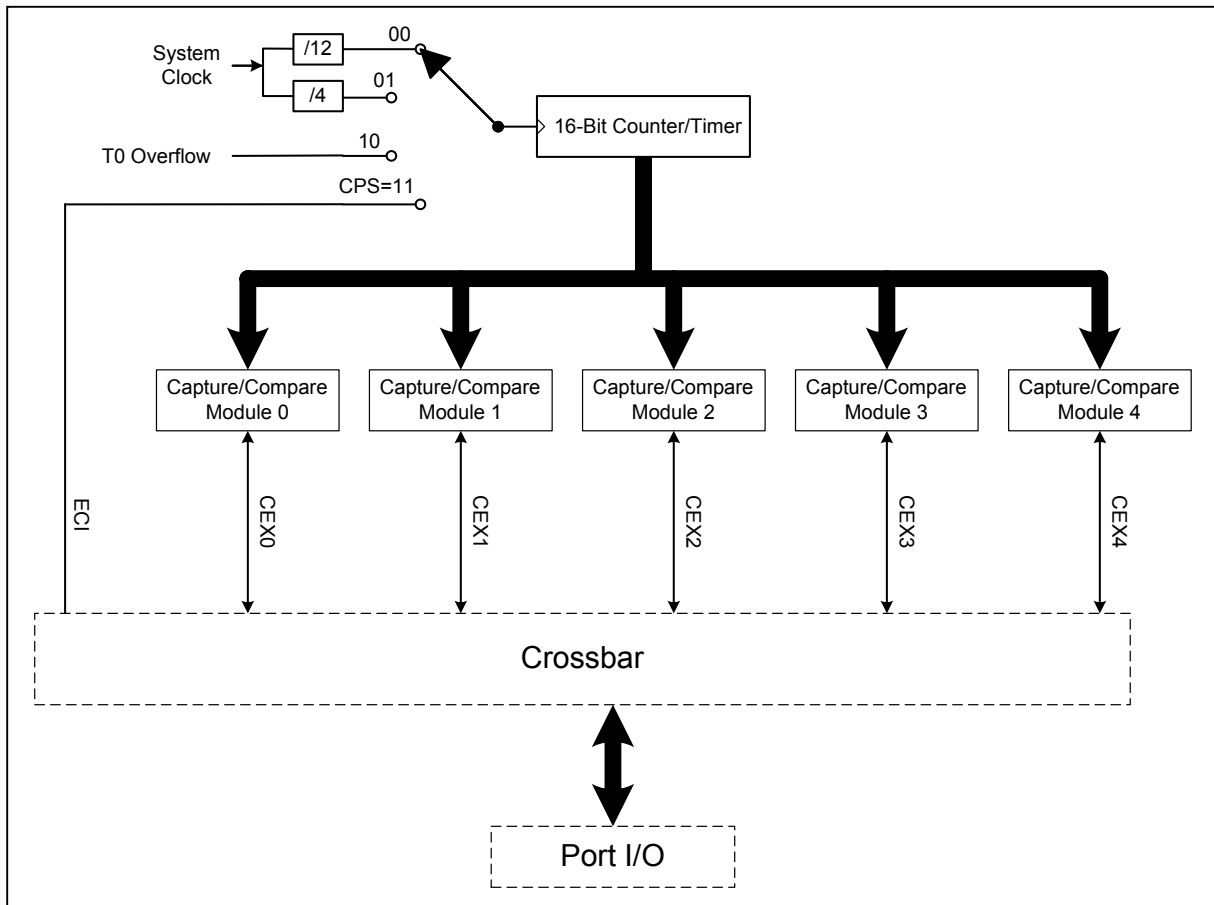 System
Clock
/12
00
/4
01
T0 Overflow
10
CPS=11
16-Bit Counter/Timer
Capture/Compare
Module 0
Capture/Compare
Module 1
Capture/Compare
Module 2
Capture/Compare
Module 3
Capture/Compare
Module 4
ECI
CEX0
CEX1
CEX2
CEX3
CEX4
Crossbar
Port I/O